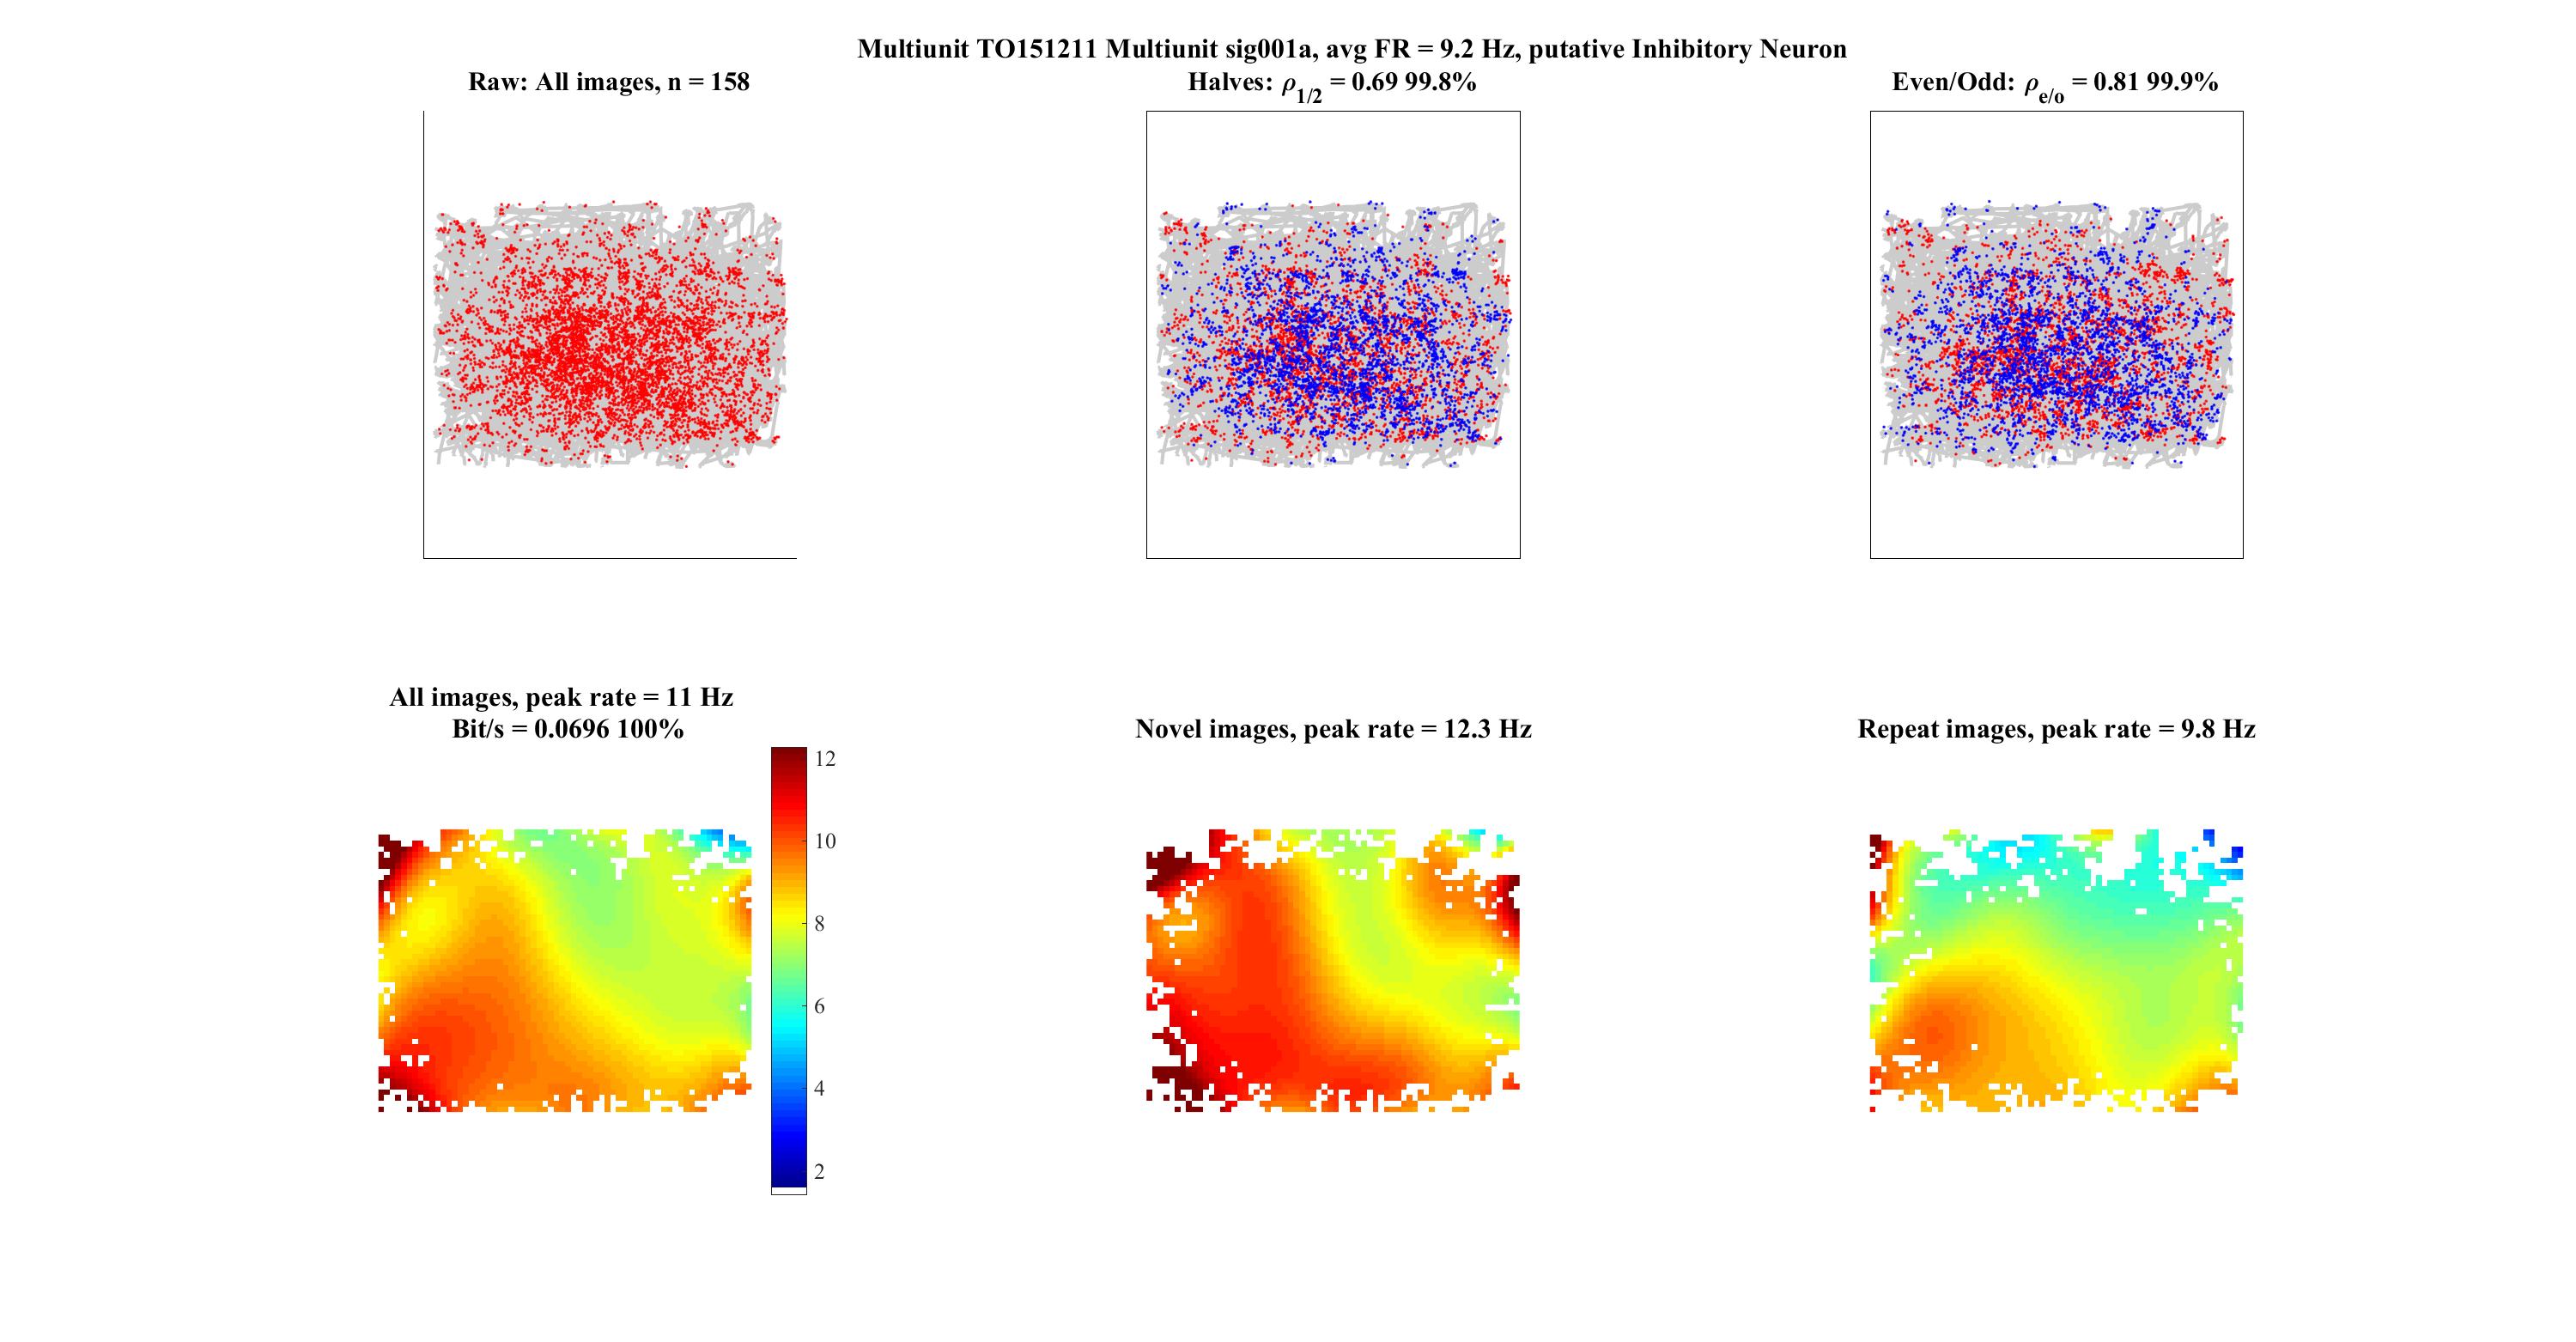 Multiunit TO151211 Multiunit sig001a, avg FR = 9.2 Hz, putative Inhibitory Neuron
Raw: All images, n = 158
Halves: ρ1/2 = 0.69 99.8%
Even/Odd: ρe/o = 0.81 99.9%
All images, peak rate = 11 Hz
Bit/s = 0.0696 100%
Novel images, peak rate = 12.3 Hz
Repeat images, peak rate = 9.8 Hz
12
10
8
6
4
2